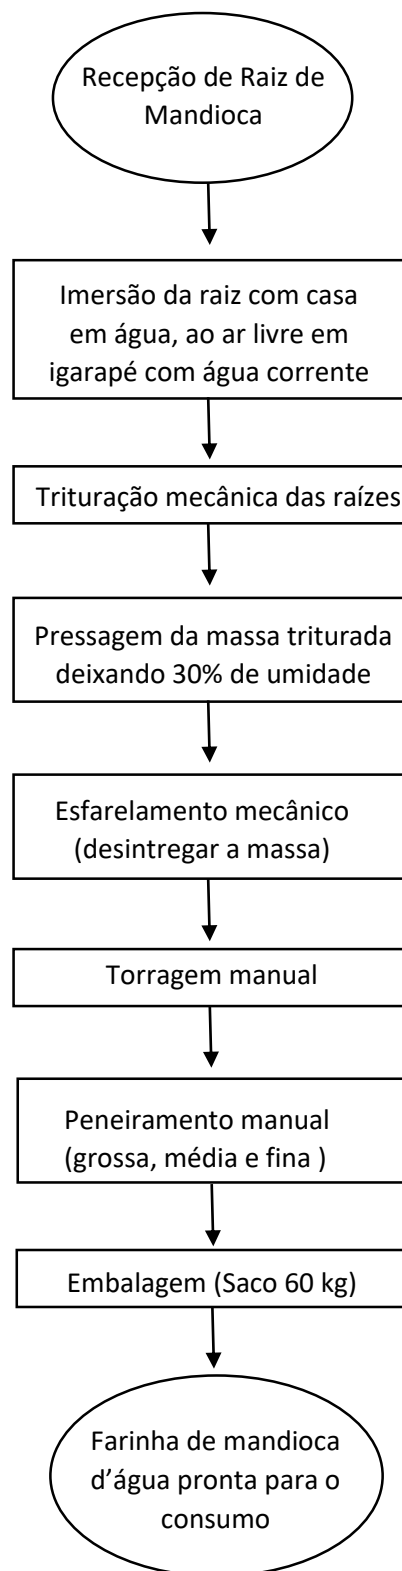 Recepção de Raiz de
Mandioca
Imersão da raiz com casa
em água, ao ar livre em
igarapé com água corrente
Trituração mecânica das raízes
Pressagem da massa triturada
deixando 30% de umidade
Esfarelamento mecânico
(desintregar a massa)
Torragem manual
Peneiramento manual
(grossa, média e fina )
Embalagem (Saco 60 kg)
Farinha de mandioca
d’água pronta para o
consumo